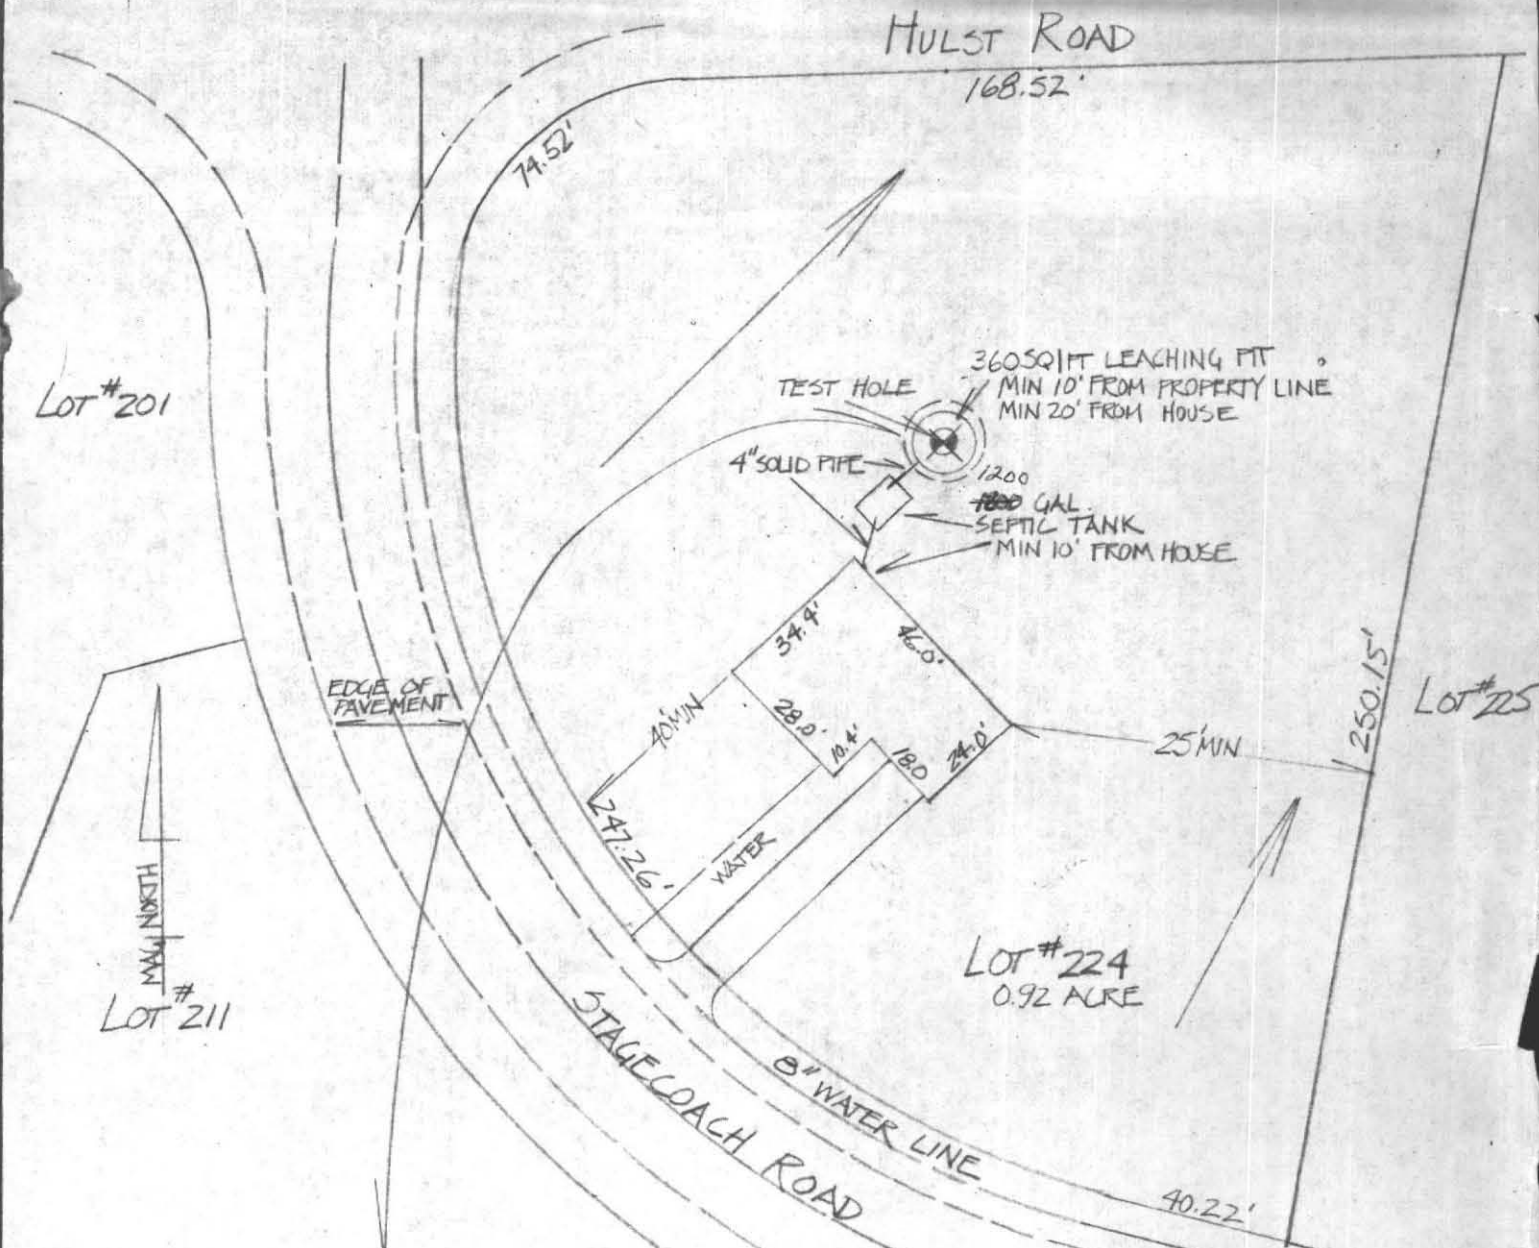 HULST ROAD
168.52'
74.52'
LOT #201
TEST HOLE
360 SQ/FT LEACHING PIT
MIN 10' FROM PROPERTY LINE
MIN 20' FROM HOUSE
4" SOLID PIPE
1200
GAL.
SEPTIC TANK
MIN 10' FROM HOUSE
34.4'
46.0'
EDGE OF
PAVEMENT
40' MIN
28.0'
10.4'
18.0
24.0'
25' MIN
250.15'
LOT #225
247.26'
WATER
MAG NORTH
LOT #211
LOT #224
0.92 ACRE
STAGECOACH ROAD
8" WATER LINE
40.22'